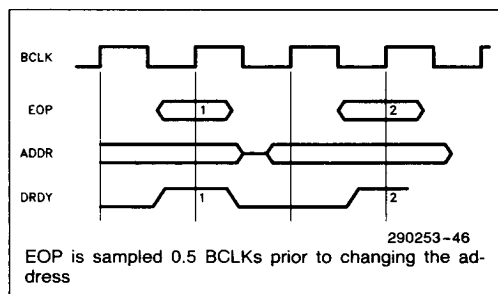 BCLK
EOP 1 2
ADDR
DRDY 1 2
290253-46
EOP is sampled 0.5 BCLKs prior to changing the ad-
dress